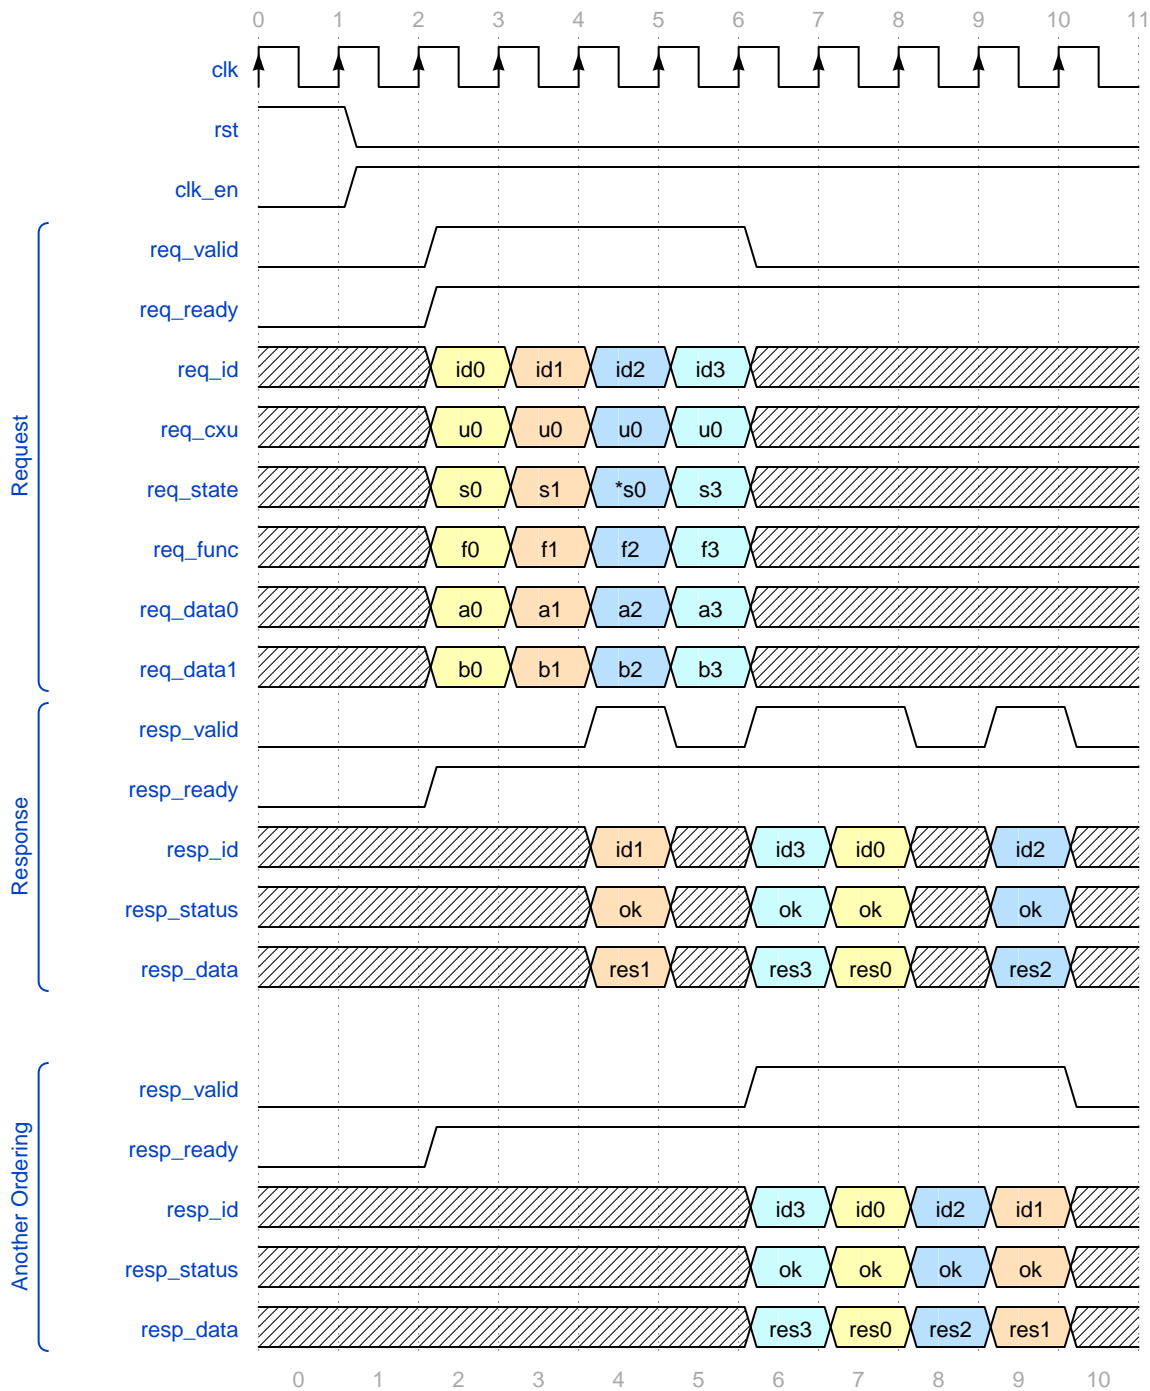 0 1 2 3 4 5 6 7 8 9 10 11
clk
rst
clk_en
Request
req_valid
req_ready
req_id id0 id1 id2 id3
req_cxu u0 u0 u0 u0
req_state s0 s1 *s0 s3
req_func f0 f1 f2 f3
req_data0 a0 a1 a2 a3
req_data1 b0 b1 b2 b3
Response
resp_valid
resp_ready
resp_id id1 id3 id0 id2
resp_status ok ok ok ok
resp_data res1 res3 res0 res2
Another Ordering
resp_valid
resp_ready
resp_id id3 id0 id2 id1
resp_status ok ok ok ok
resp_data res3 res0 res2 res1
0 1 2 3 4 5 6 7 8 9 10